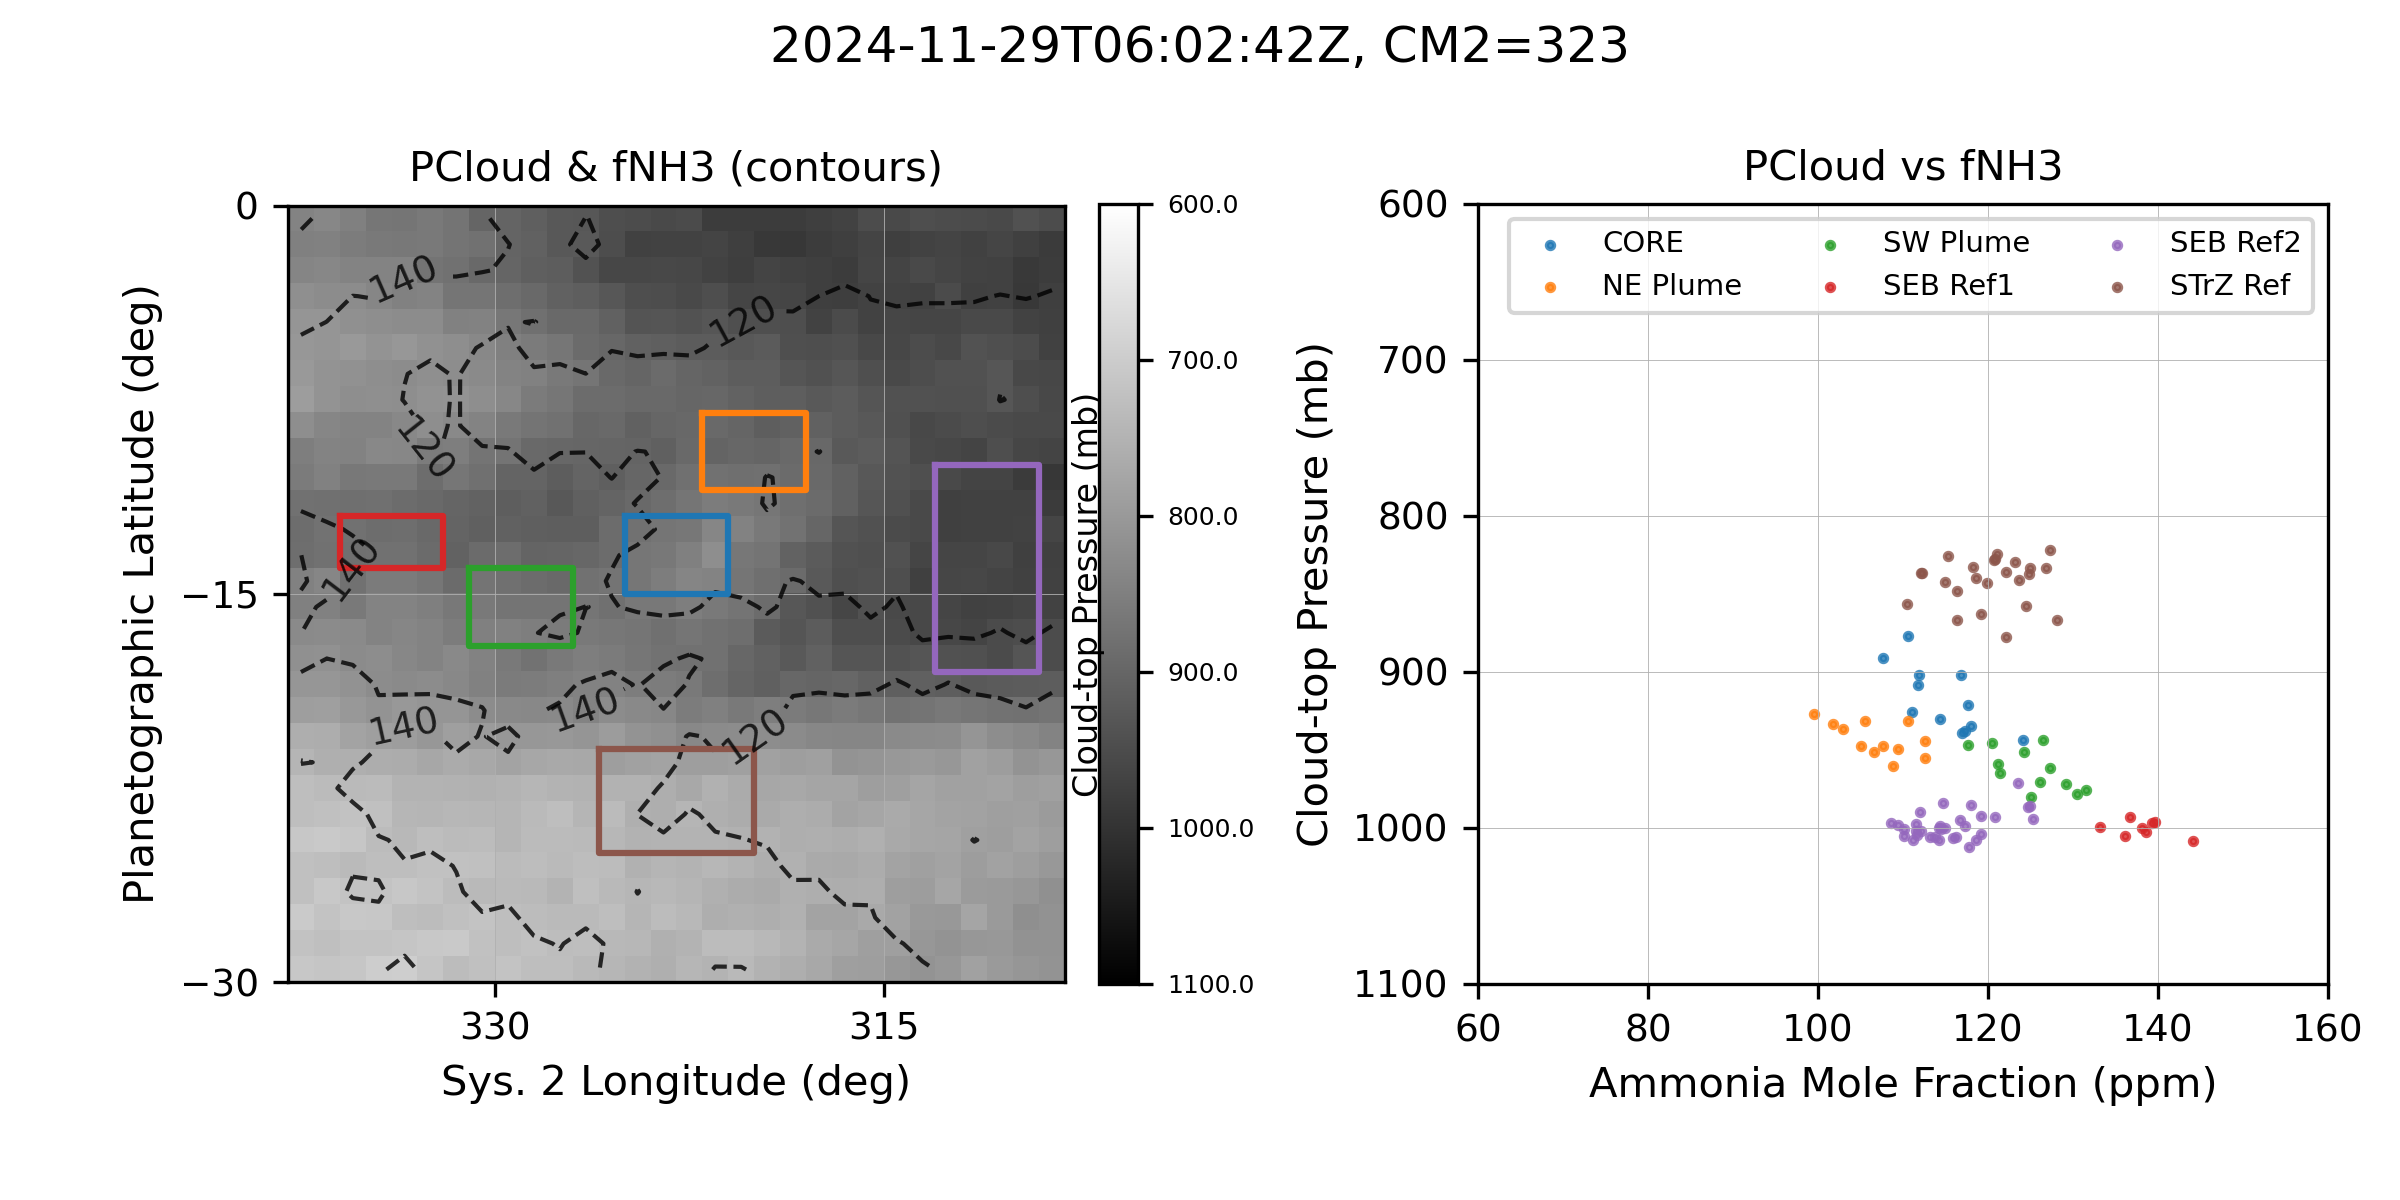 2024-11-29T06:02:42Z, CM2=323
PCloud & fNH3 (contours)
0
−15
−30
Planetographic Latitude (deg)
330
315
Sys. 2 Longitude (deg)
140
120
120
140
140
140
120
600.0
700.0
800.0
900.0
1000.0
1100.0
Cloud-top Pressure (mb)
PCloud vs fNH3
CORE
NE Plume
SW Plume
SEB Ref1
SEB Ref2
STrZ Ref
600
700
800
900
1000
1100
Cloud-top Pressure (mb)
60
80
100
120
140
160
Ammonia Mole Fraction (ppm)